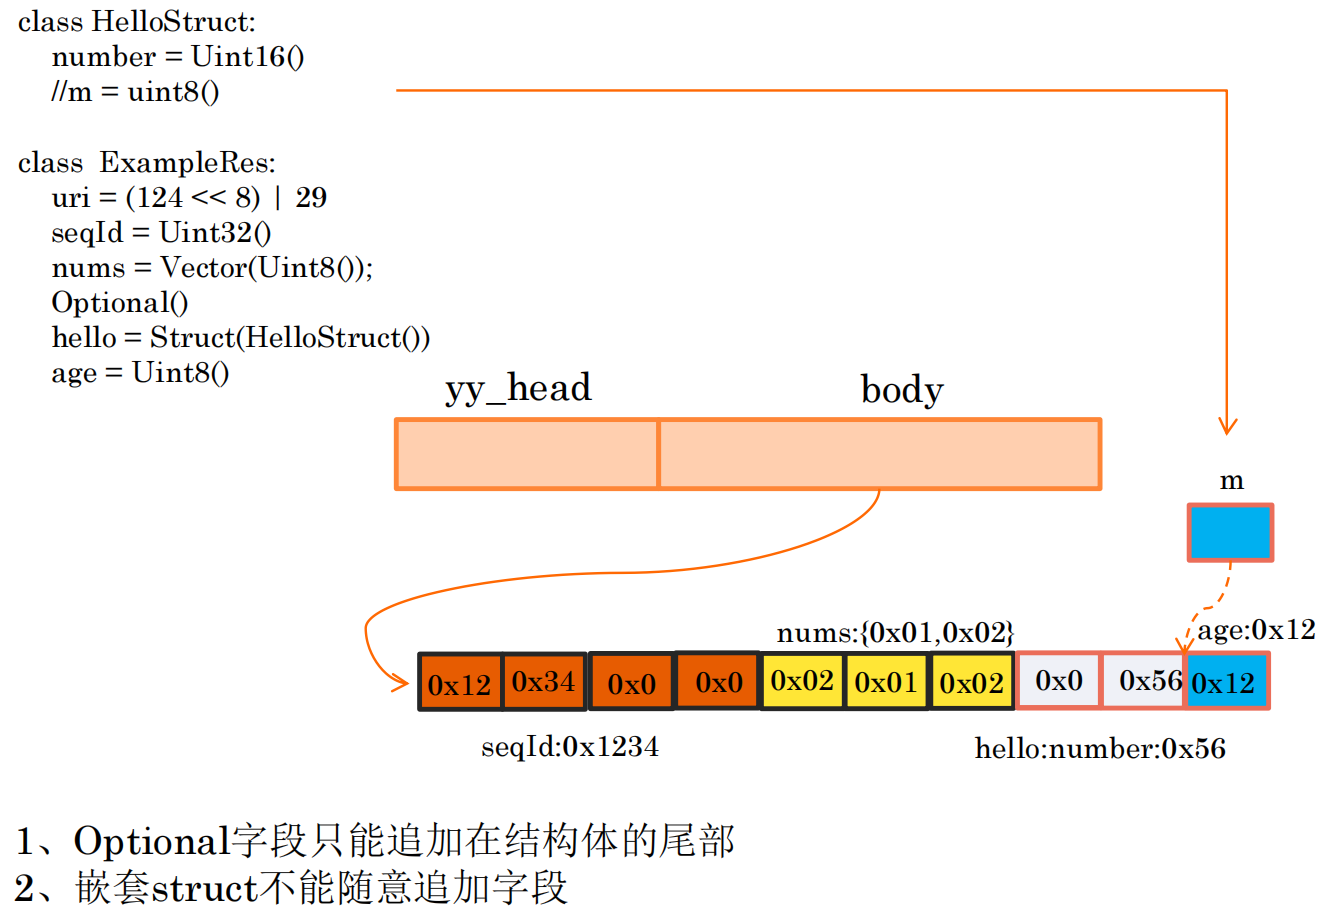 class HelloStruct:
number = Uint16()
//m = uint8()
class  ExampleRes:
uri = (124 << 8) | 29
seqId = Uint32()
nums = Vector(Uint8());
Optional()
hello = Struct(HelloStruct())
age = Uint8()
yy_head
body
m
nums:{0x01,0x02}
age:0x12
0x12 0x34 0x0 0x0 0x02 0x01 0x02 0x0 0x56 0x12
seqId:0x1234
hello:number:0x56
1、Optional字段只能追加在结构体的尾部
2、嵌套struct不能随意追加字段